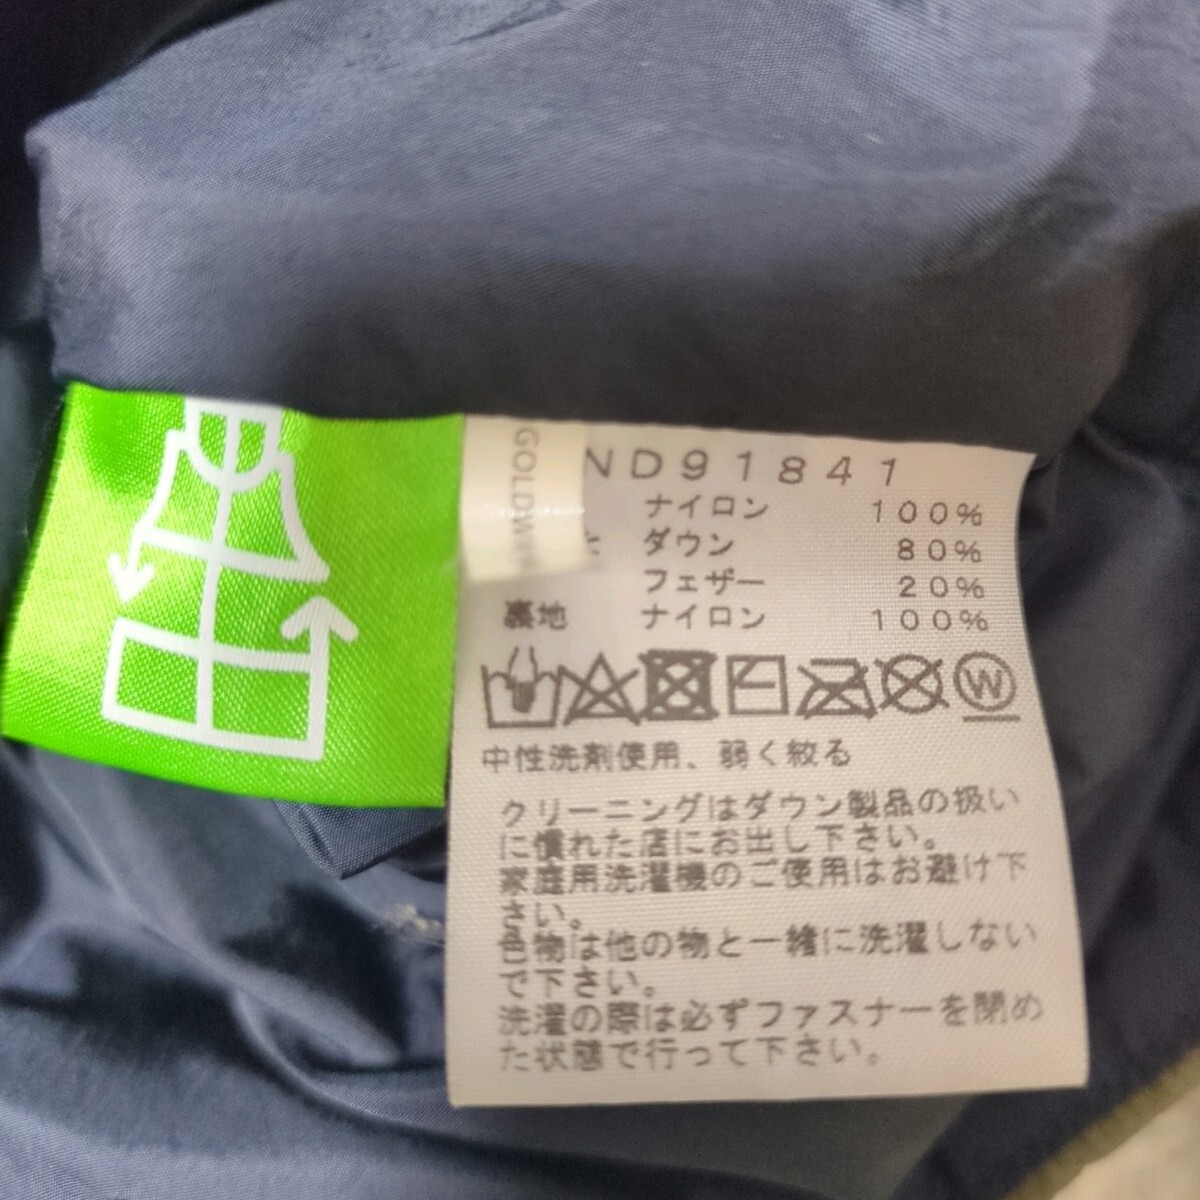 GOLDWIN
ND91841
ナイロン 100%
ダウン 80%
フェザー 20%
裏地 ナイロン 100%
W
中性洗剤使用、弱く絞る
クリーニングはダウン製品の扱い
に慣れた店にお出し下さい。
家庭用洗濯機のご使用はお避け下
さい。
色物は他の物と一緒に洗濯しない
で下さい。
洗濯の際は必ずファスナーを閉め
た状態で行って下さい。